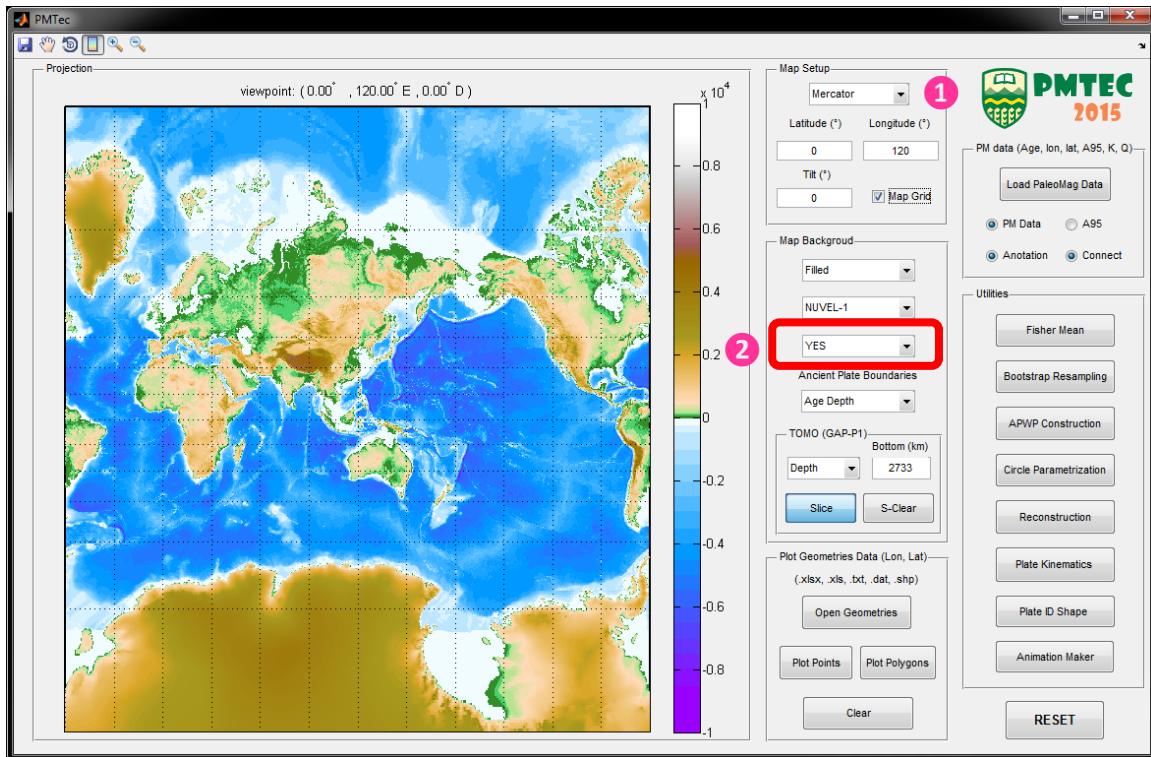 PMTec
Projection
viewpoint: ( 0.00° , 120.00° E , 0.00° D )
x 10^4
1
0.8
0.6
0.4
0.2
0
-0.2
-0.4
-0.6
-0.8
-1
Map Setup
Mercator
1
Latitude (°) Longitude (°)
0 120
Tilt (°)
0 Map Grid
Map Backgroud
Filled
NUVEL-1
2
YES
Ancient Plate Boundaries
Age Depth
TOMO (GAP-P1)
Bottom (km)
Depth 2733
Slice S-Clear
Plot Geometries Data (Lon, Lat)
(.xlsx, .xls, .txt, .dat, .shp)
Open Geometries
Plot Points Plot Polygons
Clear
PMTEC
2015
PM data (Age, lon, lat, A95, K, Q)
Load PaleoMag Data
PM Data A95
Anotation Connect
Utilities
Fisher Mean
Bootstrap Resampling
APWP Construction
Circle Parametrization
Reconstruction
Plate Kinematics
Plate ID Shape
Animation Maker
RESET